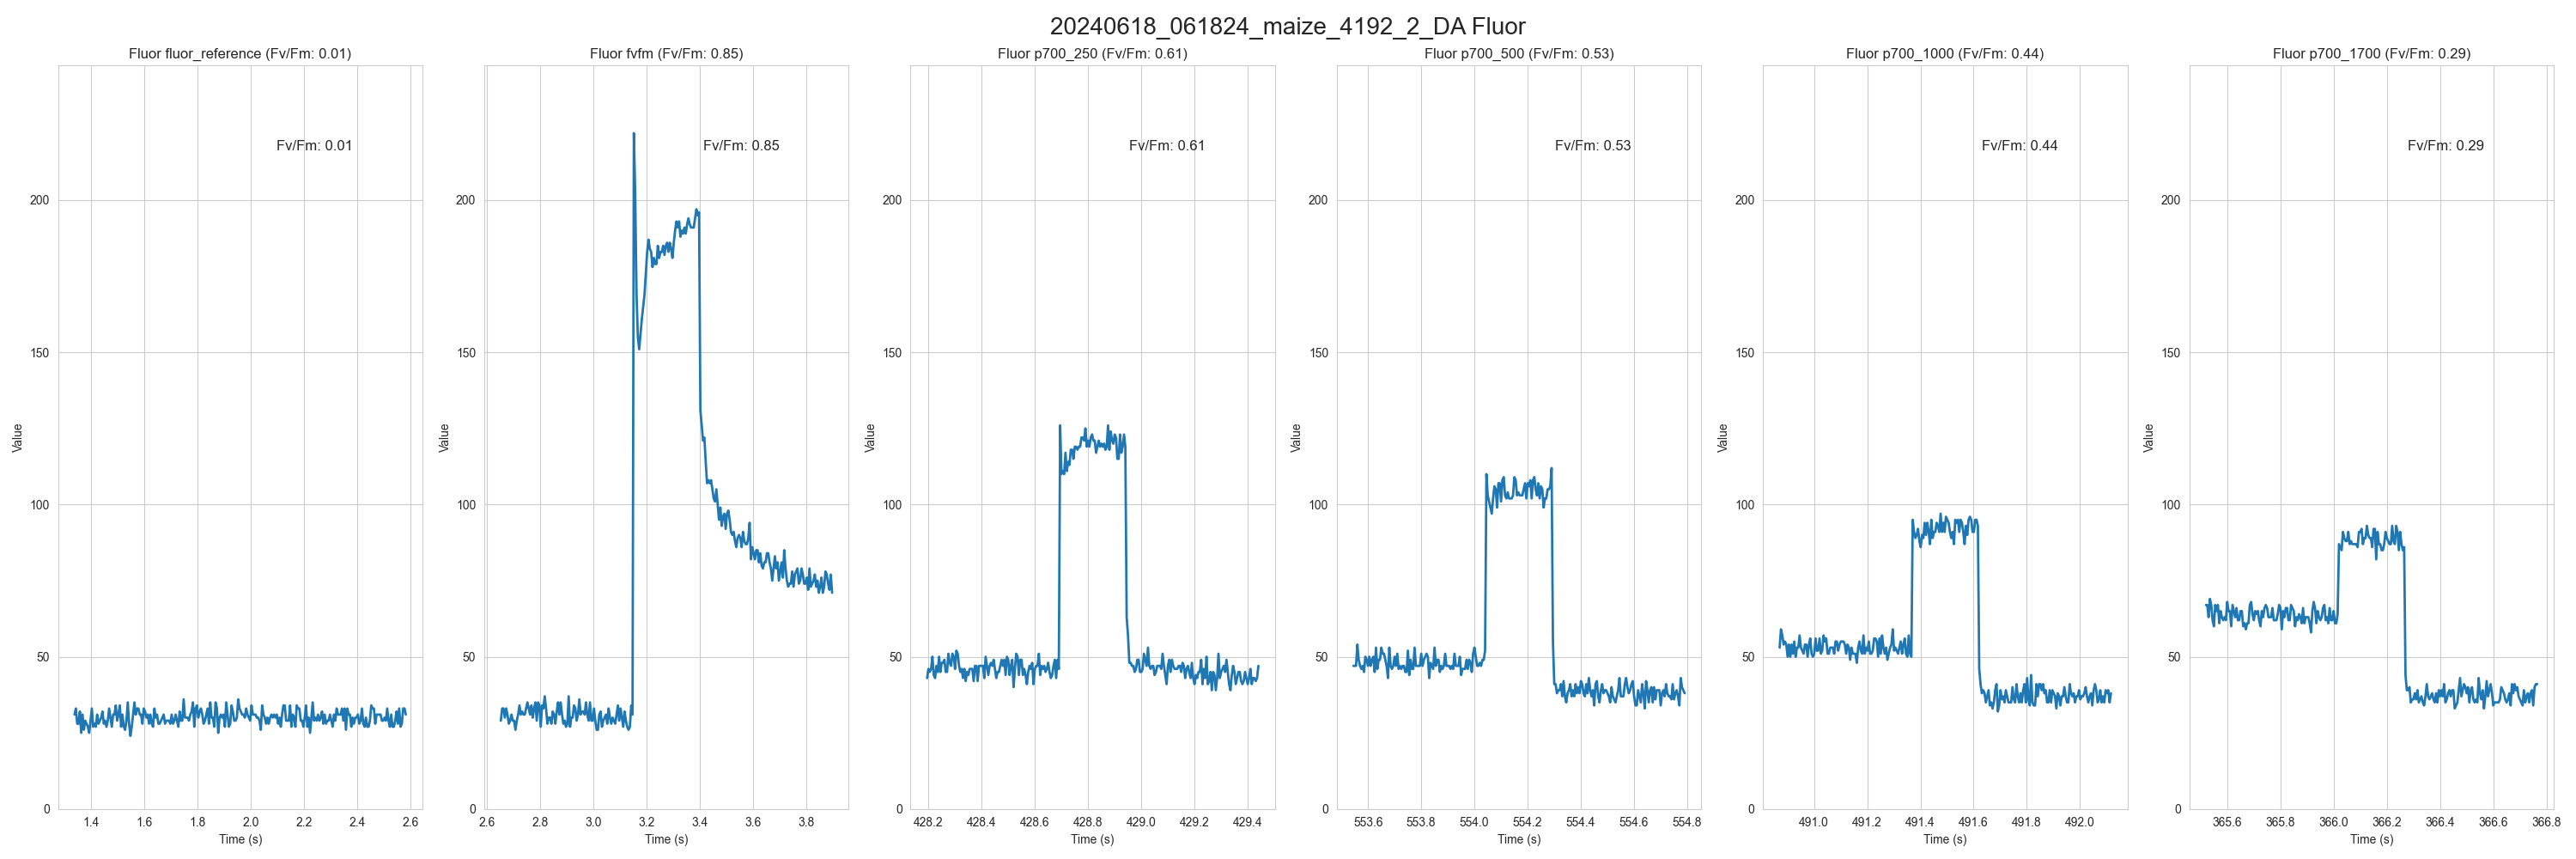 20240618_061824_maize_4192_2_DA Fluor
Fluor fluor_reference (Fv/Fm: 0.01)
Fv/Fm: 0.01
Value
200
150
100
50
0
1.4 1.6 1.8 2.0 2.2 2.4 2.6
Time (s)
Fluor fvfm (Fv/Fm: 0.85)
Fv/Fm: 0.85
Value
200
150
100
50
0
2.6 2.8 3.0 3.2 3.4 3.6 3.8
Time (s)
Fluor p700_250 (Fv/Fm: 0.61)
Fv/Fm: 0.61
Value
200
150
100
50
0
428.2 428.4 428.6 428.8 429.0 429.2 429.4
Time (s)
Fluor p700_500 (Fv/Fm: 0.53)
Fv/Fm: 0.53
Value
200
150
100
50
0
553.6 553.8 554.0 554.2 554.4 554.6 554.8
Time (s)
Fluor p700_1000 (Fv/Fm: 0.44)
Fv/Fm: 0.44
Value
200
150
100
50
0
491.0 491.2 491.4 491.6 491.8 492.0
Time (s)
Fluor p700_1700 (Fv/Fm: 0.29)
Fv/Fm: 0.29
Value
200
150
100
50
0
365.6 365.8 366.0 366.2 366.4 366.6 366.8
Time (s)